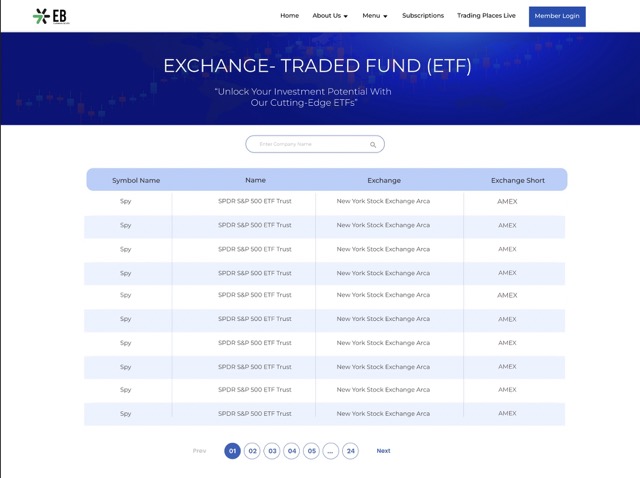 EB
Home
About Us
Menu
Subscriptions
Trading Places Live
Member Login
EXCHANGE- TRADED FUND (ETF)
“Unlock Your Investment Potential With
Our Cutting-Edge ETFs”
Enter Company Name
Symbol Name Name Exchange Exchange Short
Spy SPDR S&P 500 ETF Trust New York Stock Exchange Arca AMEX
Spy SPDR S&P 500 ETF Trust New York Stock Exchange Arca AMEX
Spy SPDR S&P 500 ETF Trust New York Stock Exchange Arca AMEX
Spy SPDR S&P 500 ETF Trust New York Stock Exchange Arca AMEX
Spy SPDR S&P 500 ETF Trust New York Stock Exchange Arca AMEX
Spy SPDR S&P 500 ETF Trust New York Stock Exchange Arca AMEX
Spy SPDR S&P 500 ETF Trust New York Stock Exchange Arca AMEX
Spy SPDR S&P 500 ETF Trust New York Stock Exchange Arca AMEX
Spy SPDR S&P 500 ETF Trust New York Stock Exchange Arca AMEX
Spy SPDR S&P 500 ETF Trust New York Stock Exchange Arca AMEX
Prev 01 02 03 04 05 ... 24 Next